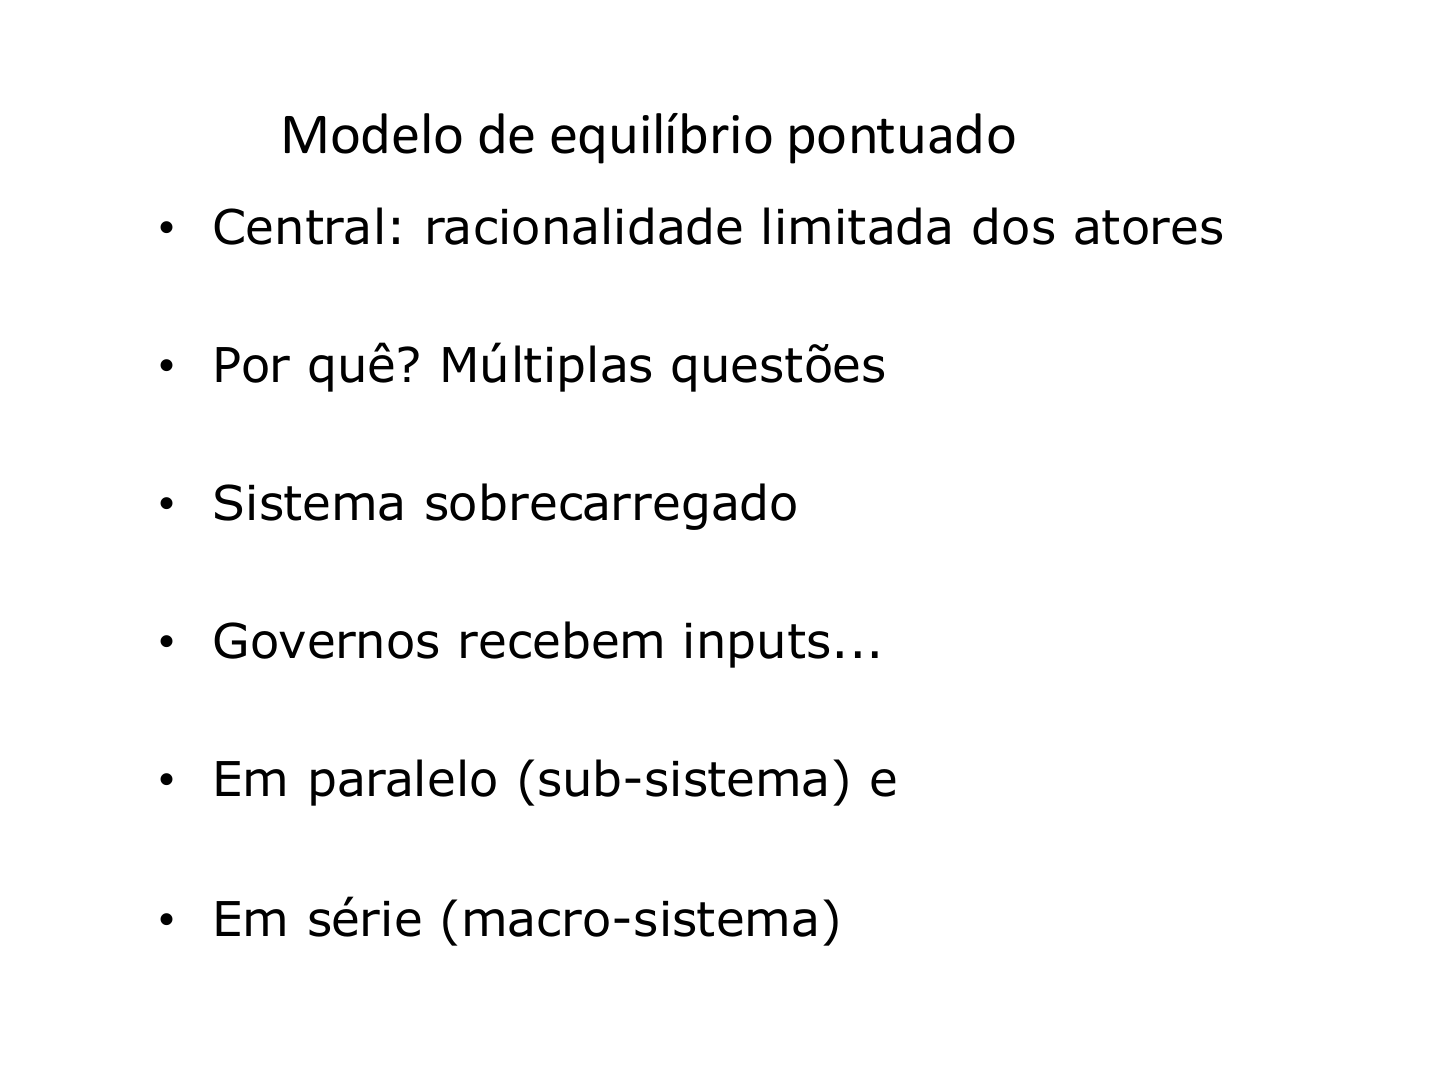 Modelo de equilíbrio pontuado
• Central: racionalidade limitada dos atores
• Por quê? Múltiplas questões
• Sistema sobrecarregado
• Governos recebem inputs...
• Em paralelo (sub-sistema) e
• Em série (macro-sistema)